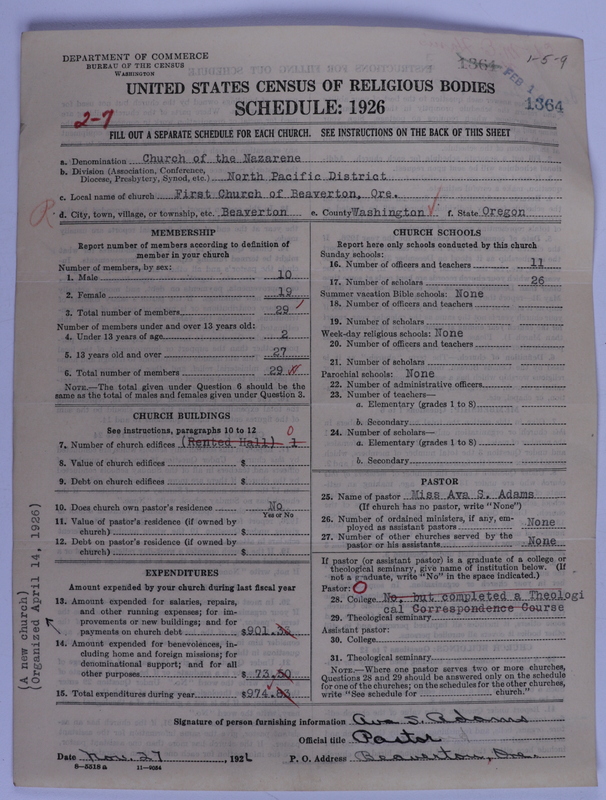 DEPARTMENT OF COMMERCE
BUREAU OF THE CENSUS
WASHINGTON
1364
FEB 1
1-5-9
1364
UNITED STATES CENSUS OF RELIGIOUS BODIES
SCHEDULE: 1926
2-7
FILL OUT A SEPARATE SCHEDULE FOR EACH CHURCH. SEE INSTRUCTIONS ON THE BACK OF THIS SHEET
a. Denomination Church of the Nazarene
b. Division (Association, Conference,
Diocese, Presbytery, Synod, etc.) North Pacific District
c. Local name of church First Church of Beaverton, Ore.
R. d. City, town, village, or township, etc. Beaverton e. County Washington f. State Oregon
MEMBERSHIP
Report number of members according to definition of
member in your church
Number of members, by sex:
1. Male 10
2. Female 19
3. Total number of members 29
Number of members under and over 13 years old:
4. Under 13 years of age 2
5. 13 years old and over 27
6. Total number of members 29
NOTE.—The total given under Question 6 should be the
same as the total of males and females given under Question 3.
CHURCH BUILDINGS
See instructions, paragraphs 10 to 12
0
7. Number of church edifices (Rented Hall) 1
8. Value of church edifices $
9. Debt on church edifices $
10. Does church own pastor's residence No
Yes or No
11. Value of pastor's residence (if owned by
church) $
12. Debt on pastor's residence (if owned by
church) $
EXPENDITURES
Amount expended by your church during last fiscal year
13. Amount expended for salaries, repairs,
and other running expenses; for im-
provements or new buildings; and for
payments on church debt $901.
14. Amount expended for benevolences, in-
cluding home and foreign missions; for
denominational support; and for all
other purposes $ 73.50
15. Total expenditures during year $974.83
(A new church)
(Organized April 14, 1926)
CHURCH SCHOOLS
Report here only schools conducted by this church
Sunday schools:
16. Number of officers and teachers 11
17. Number of scholars 26
Summer vacation Bible schools: None
18. Number of officers and teachers
19. Number of scholars
Week-day religious schools: None
20. Number of officers and teachers
21. Number of scholars
Parochial schools: None
22. Number of administrative officers
23. Number of teachers—
a. Elementary (grades 1 to 8)
b. Secondary
24. Number of scholars—
a. Elementary (grades 1 to 8)
b. Secondary
PASTOR
25. Name of pastor Miss Ava S. Adams
(If church has no pastor, write "None")
26. Number of ordained ministers, if any, em-
ployed as assistant pastors None
27. Number of other churches served by the
pastor or his assistants None
If pastor (or assistant pastor) is a graduate of a college or
theological seminary, give name of institution below. (If
not a graduate, write "No" in the space indicated.)
Pastor: O
28. College No, but completed a Theologi
cal Correspondence Course
29. Theological seminary
Assistant pastor:
30. College
31. Theological seminary
NOTE.—Where one pastor serves two or more churches,
Questions 28 and 29 should be answered only on the schedule
for one of the churches; on the schedules for the other churches,
write "See schedule for church."
Signature of person furnishing information Ava S. Adams
Official title Pastor
Date Nov. 27, 1926 P. O. Address Beaverton, Ore.
8-5518 a 11-9084